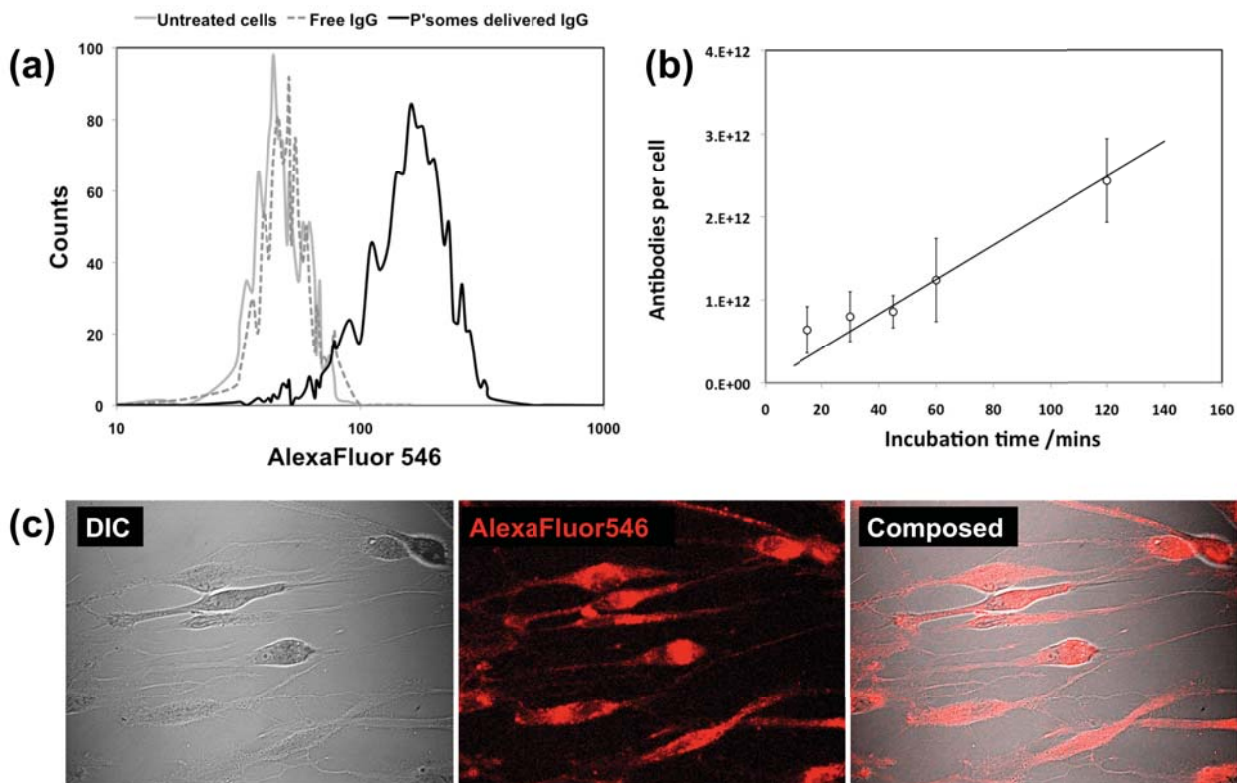 Untreated cells Free IgG P'somes delivered IgG
(a)
100
80
60
40
20
0
Counts
10 100 1000
AlexaFluor 546
(b)
4.E+12
3.E+12
2.E+12
1.E+12
0.E+00
Antibodies per cell
0 20 40 60 80 100 120 140 160
Incubation time /mins
(c)
DIC
AlexaFluor546
Composed